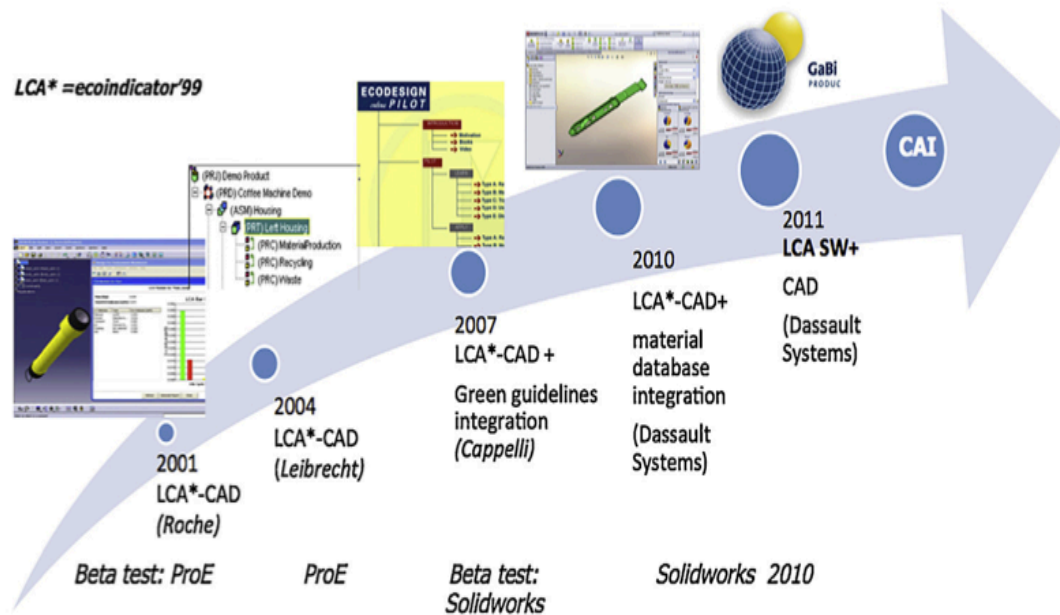 LCA* =ecoindicator'99
ECODESIGN
online PILOT
GaBi
PRODUC
CAI
(PRJ) Demo Product
(PRD) Coffee Machine Demo
(ASM) Housing
(PRT) Left Housing
(PRC) MaterialProduction
(PRC) Recycling
(PRC) Waste
2001
LCA*-CAD
(Roche)
2004
LCA*-CAD
(Leibrecht)
2007
LCA*-CAD +
Green guidelines
integration
(Cappelli)
2010
LCA*-CAD+
material
database
integration
(Dassault
Systems)
2011
LCA SW+
CAD
(Dassault
Systems)
Beta test: ProE
ProE
Beta test:
Solidworks
Solidworks 2010